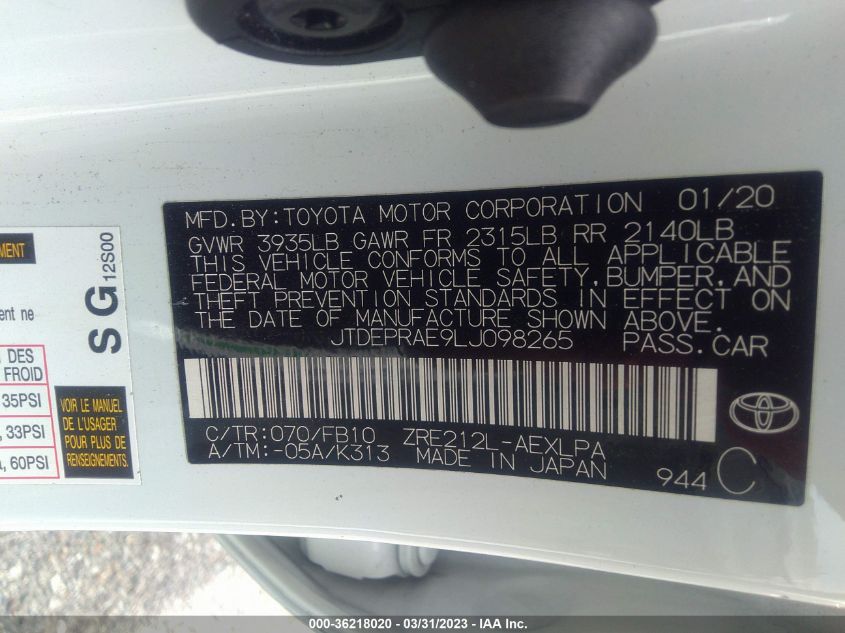 MFD.BY:TOYOTA MOTOR CORPORATION 01/20
GVWR 3935LB GAWR FR 2315LB RR 2140LB
THIS VEHICLE CONFORMS TO ALL APPLICABLE
FEDERAL MOTOR VEHICLE SAFETY,BUMPER,AND
THEFT PREVENTION STANDARDS IN EFFECT ON
THE DATE OF MANUFACTURE SHOWN ABOVE.
JTDEPRAE9LJ098265 PASS.CAR
C/TR:070/FB10 ZRE212L-AEXLPA
A/TM:-05A/K313 MADE IN JAPAN
944 C
SG 12S00
ent ne
DES
FROID
35PSI
, 33PSI
, 60PSI
VOIR LE MANUEL
DE L'USAGER
POUR PLUS DE
RENSEIGNEMENTS
000-36218020 - 03/31/2023 - IAA Inc.